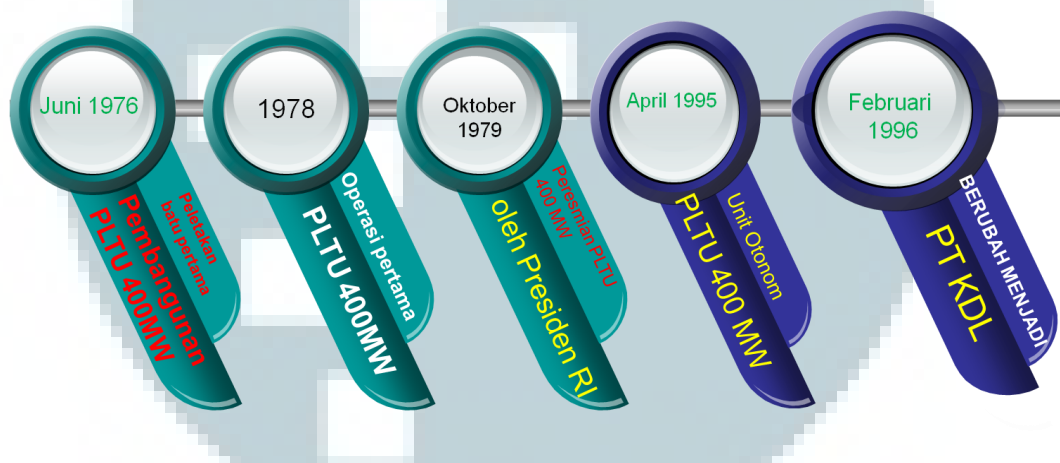 Juni 1976
Peletakan
batu pertama
Pembangunan
PLTU 400MW
1978
Operasi pertama
PLTU 400MW
Oktober
1979
Peresmian PLTU
400 MW
oleh Presiden RI
April 1995
Unit Otonom
PLTU 400 MW
Februari
1996
BERUBAH MENJADI
PT KDL